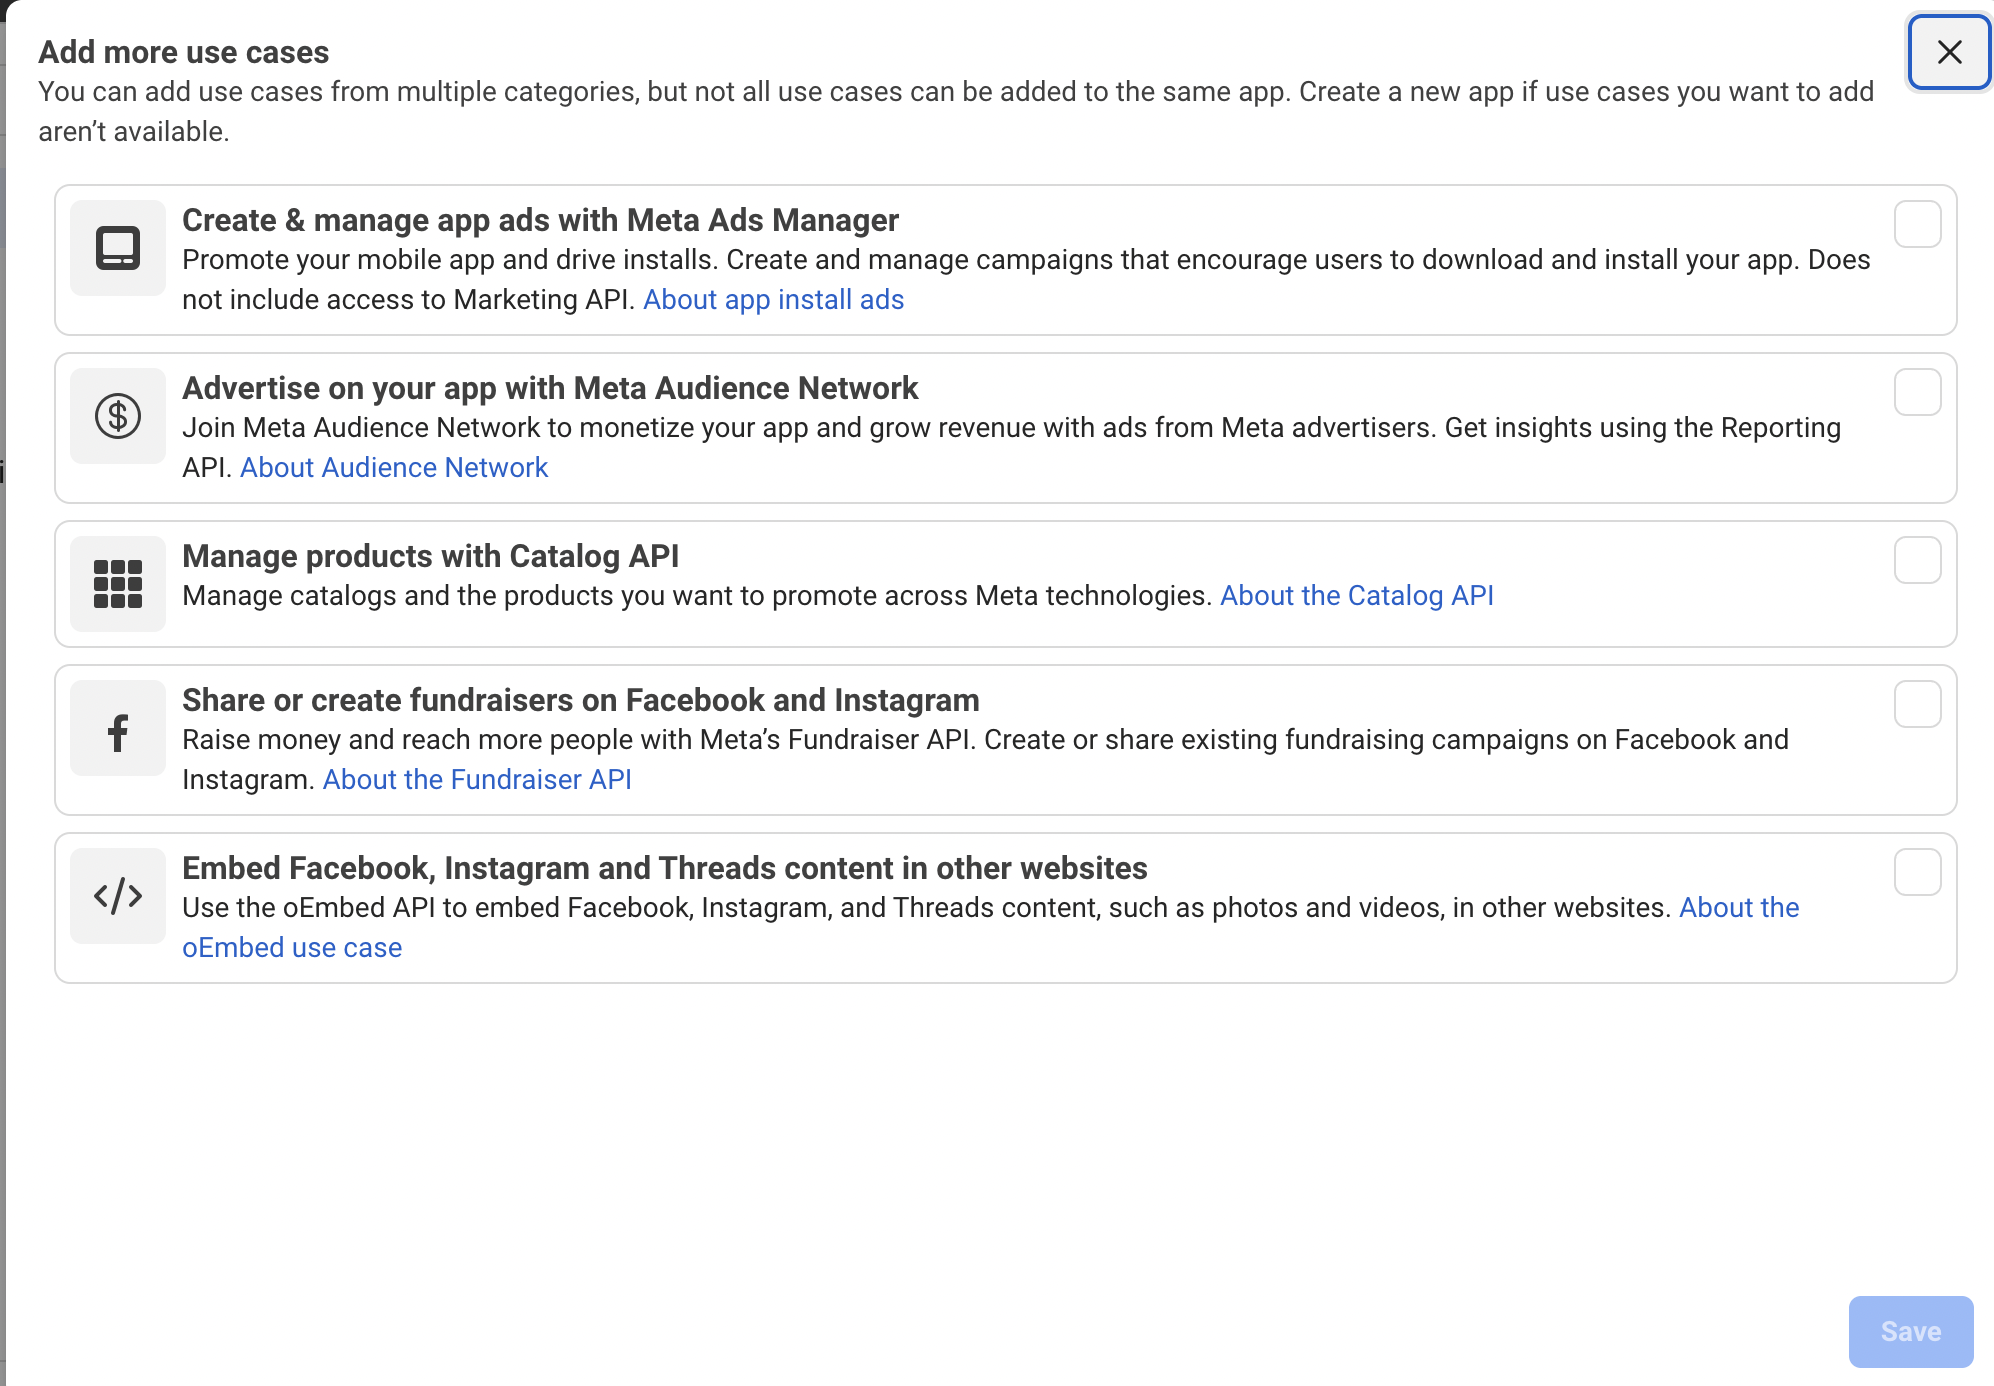 Add more use cases
You can add use cases from multiple categories, but not all use cases can be added to the same app. Create a new app if use cases you want to add
aren’t available.
Create & manage app ads with Meta Ads Manager
Promote your mobile app and drive installs. Create and manage campaigns that encourage users to download and install your app. Does
not include access to Marketing API. About app install ads
Advertise on your app with Meta Audience Network
Join Meta Audience Network to monetize your app and grow revenue with ads from Meta advertisers. Get insights using the Reporting
API. About Audience Network
Manage products with Catalog API
Manage catalogs and the products you want to promote across Meta technologies. About the Catalog API
Share or create fundraisers on Facebook and Instagram
Raise money and reach more people with Meta’s Fundraiser API. Create or share existing fundraising campaigns on Facebook and
Instagram. About the Fundraiser API
Embed Facebook, Instagram and Threads content in other websites
Use the oEmbed API to embed Facebook, Instagram, and Threads content, such as photos and videos, in other websites. About the
oEmbed use case
Save